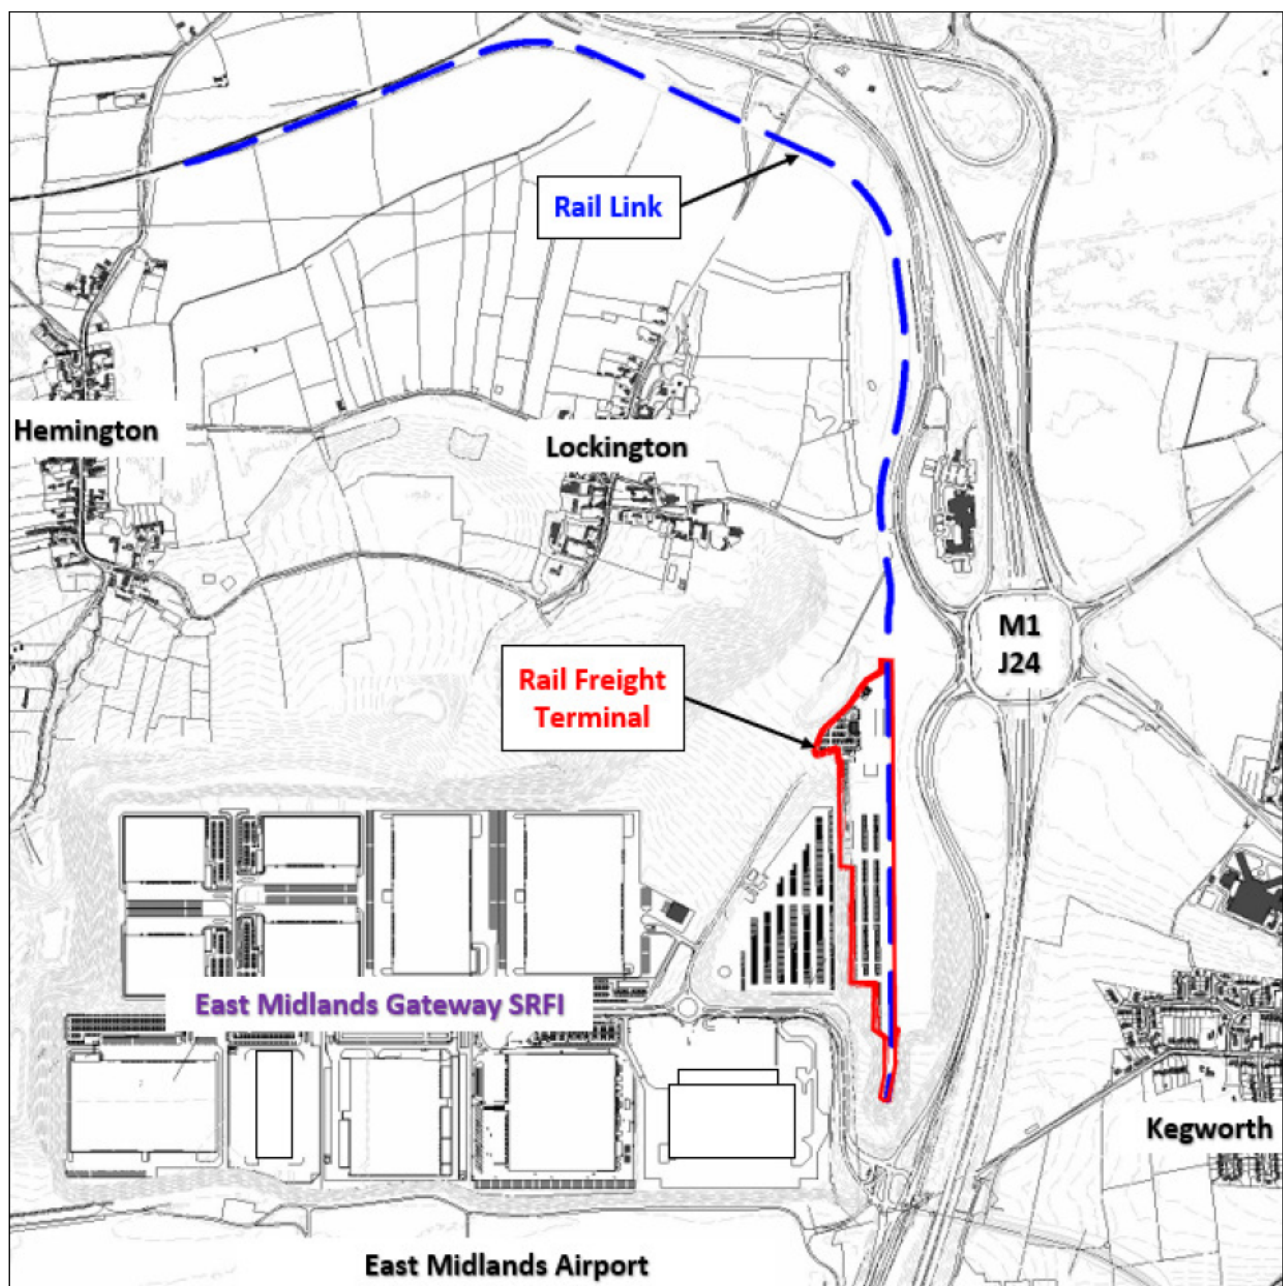 Rail Link
Hemington
Lockington
M1
J24
Rail Freight
Terminal
East Midlands Gateway SRFI
Kegworth
East Midlands Airport